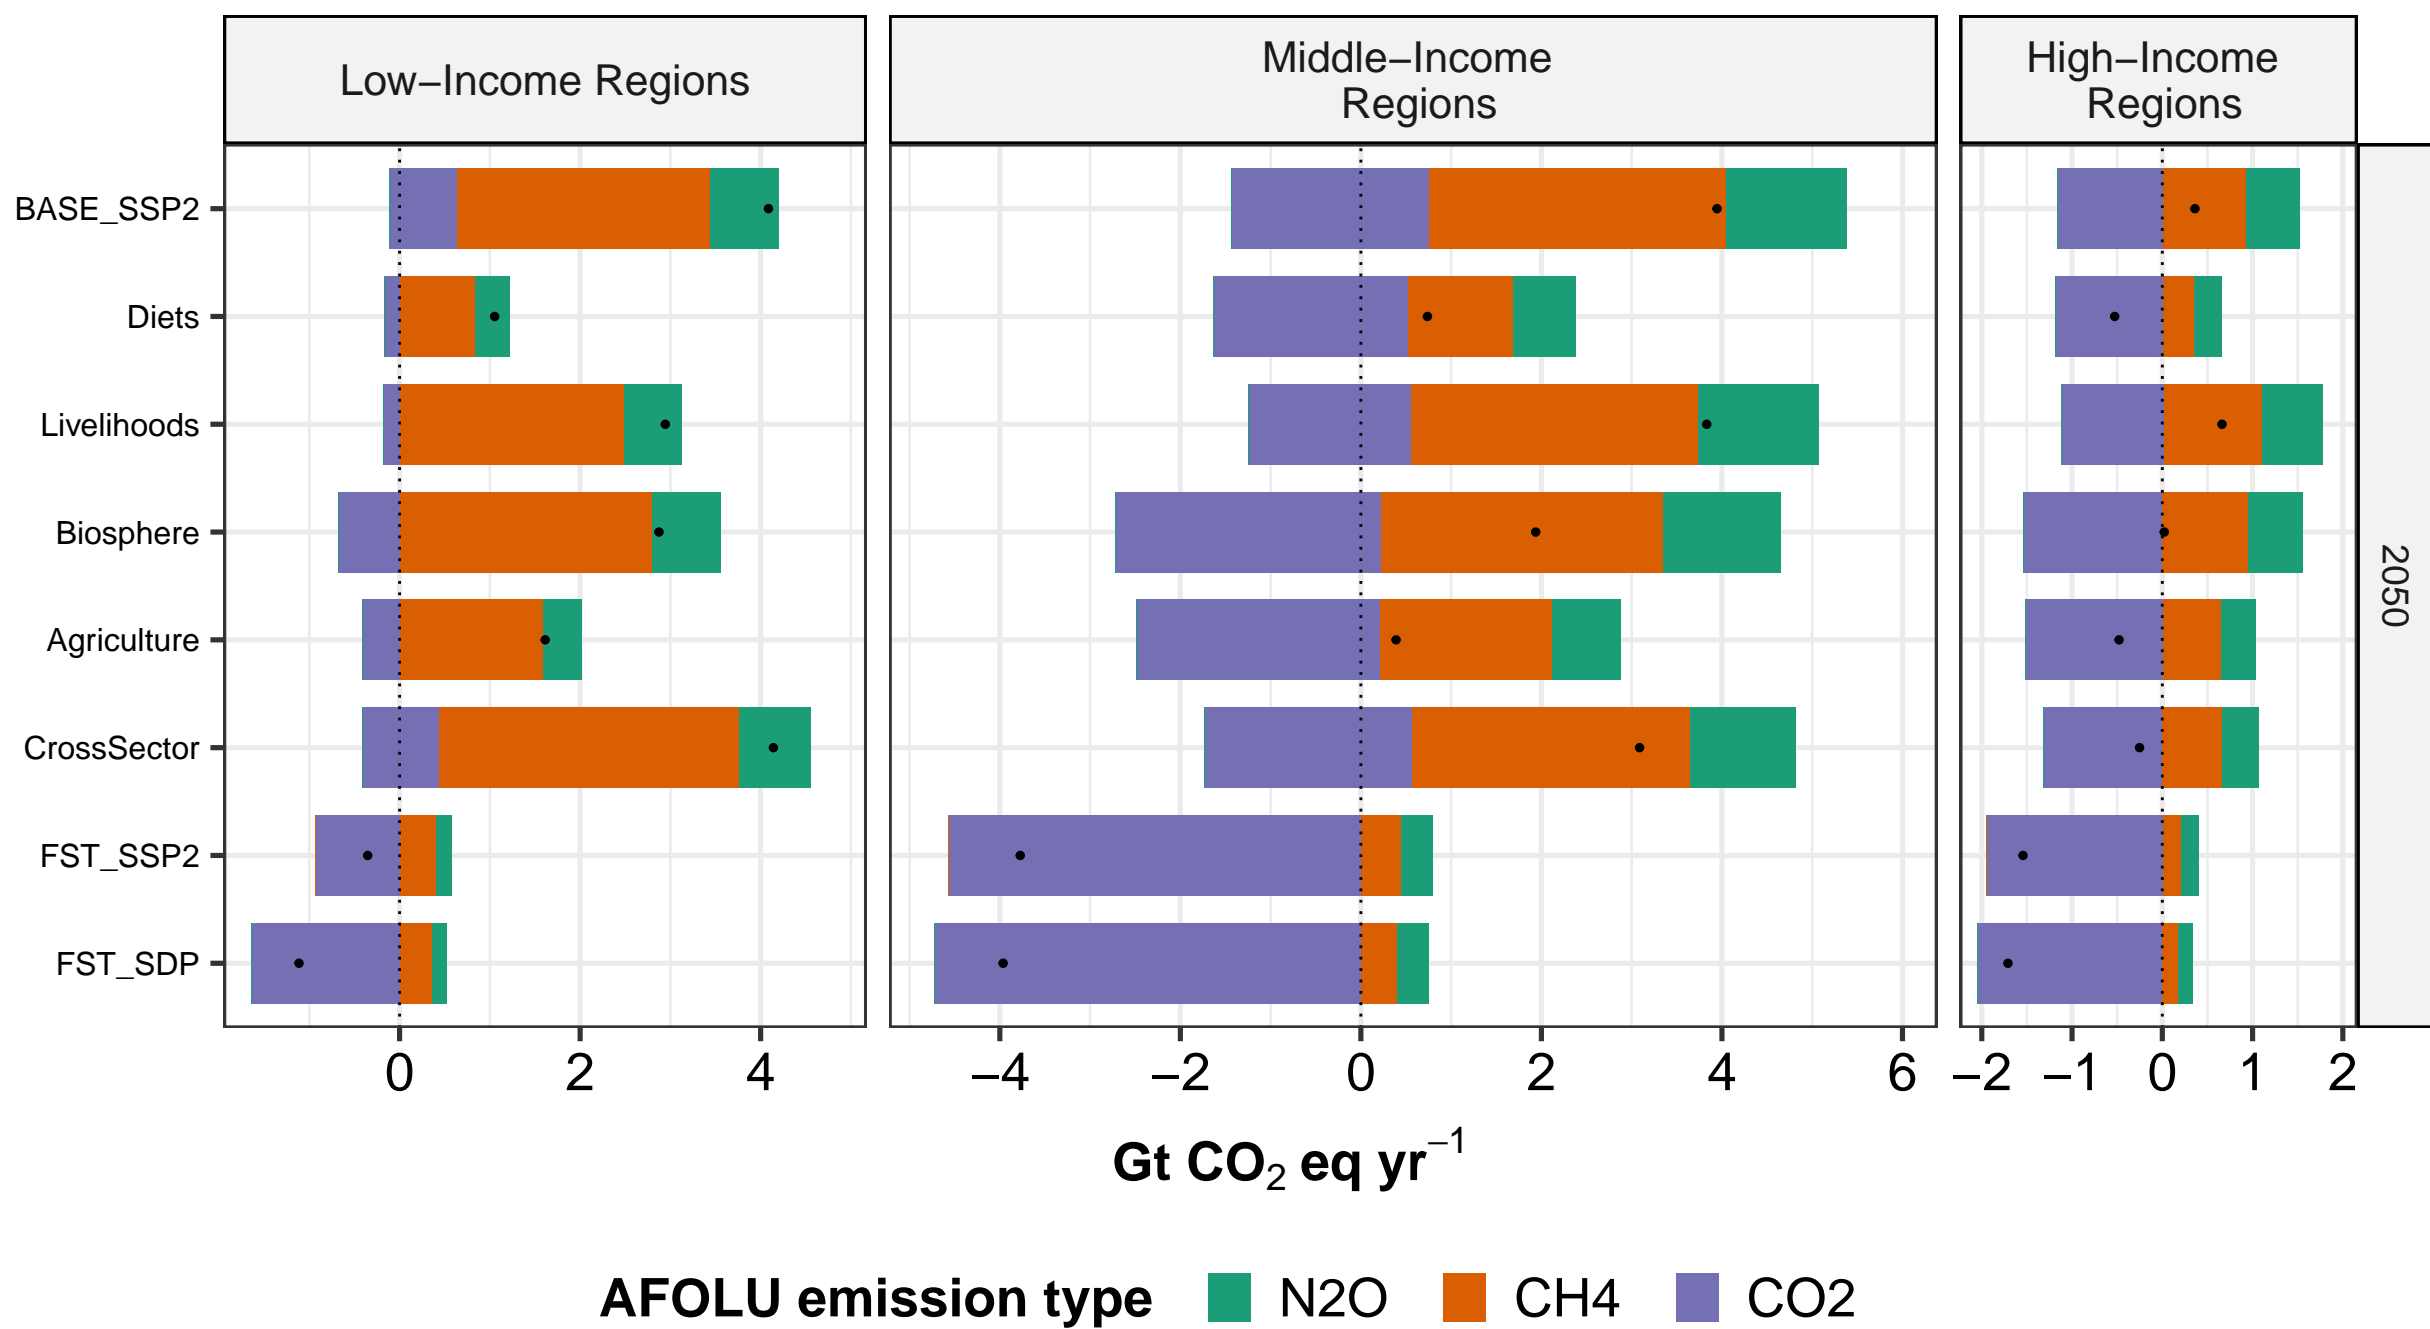 Low−Income Regions
Middle−Income
Regions
High−Income
Regions
BASE_SSP2
Diets
Livelihoods
Biosphere
Agriculture
CrossSector
FST_SSP2
FST_SDP
2050
0 2 4
−4 −2 0 2 4 6
−2 −1 0 1 2
Gt CO₂ eq yr⁻¹
AFOLU emission type N2O CH4 CO2